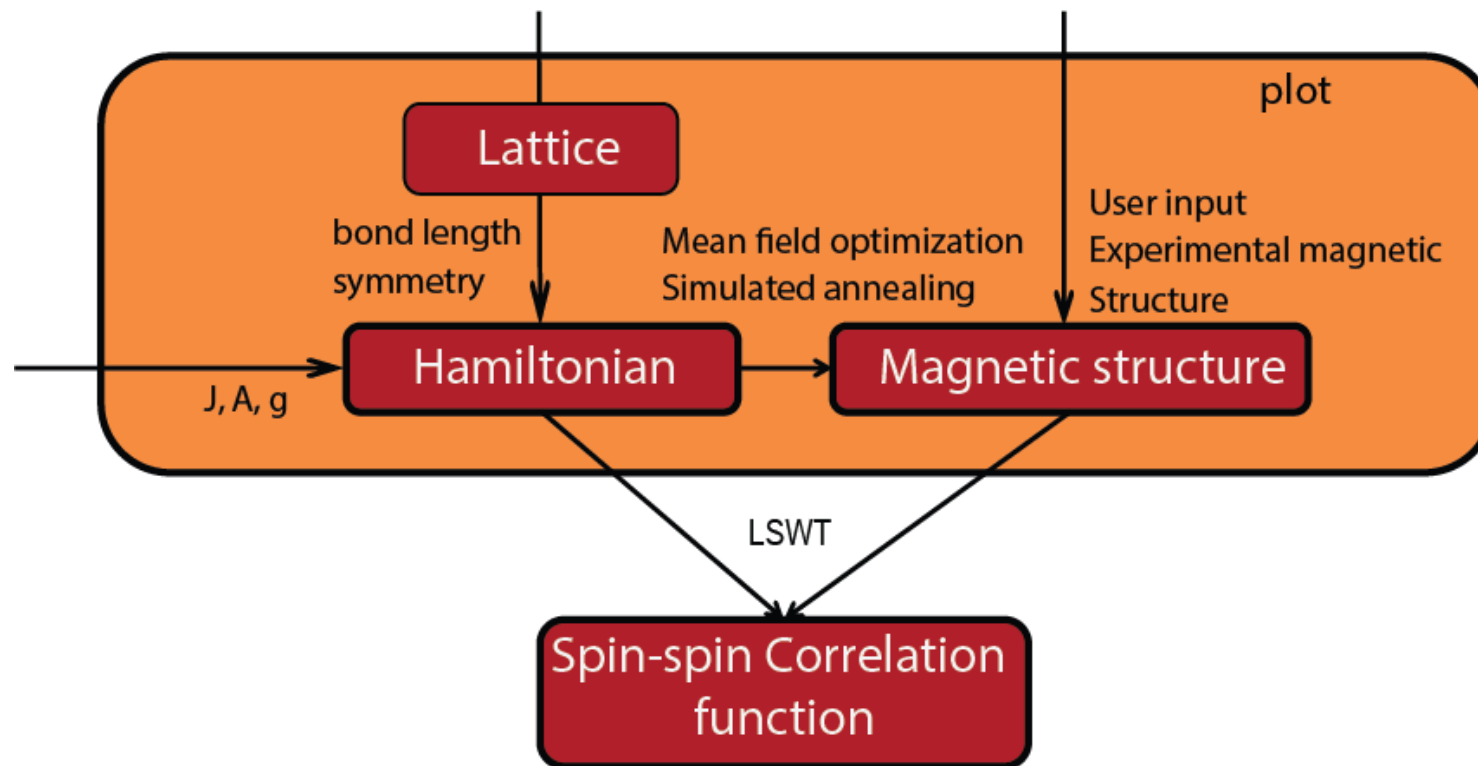 plot
Lattice
bond length
symmetry
Mean field optimization
Simulated annealing
User input
Experimental magnetic
Structure
J, A, g
Hamiltonian
Magnetic structure
LSWT
Spin-spin Correlation
function